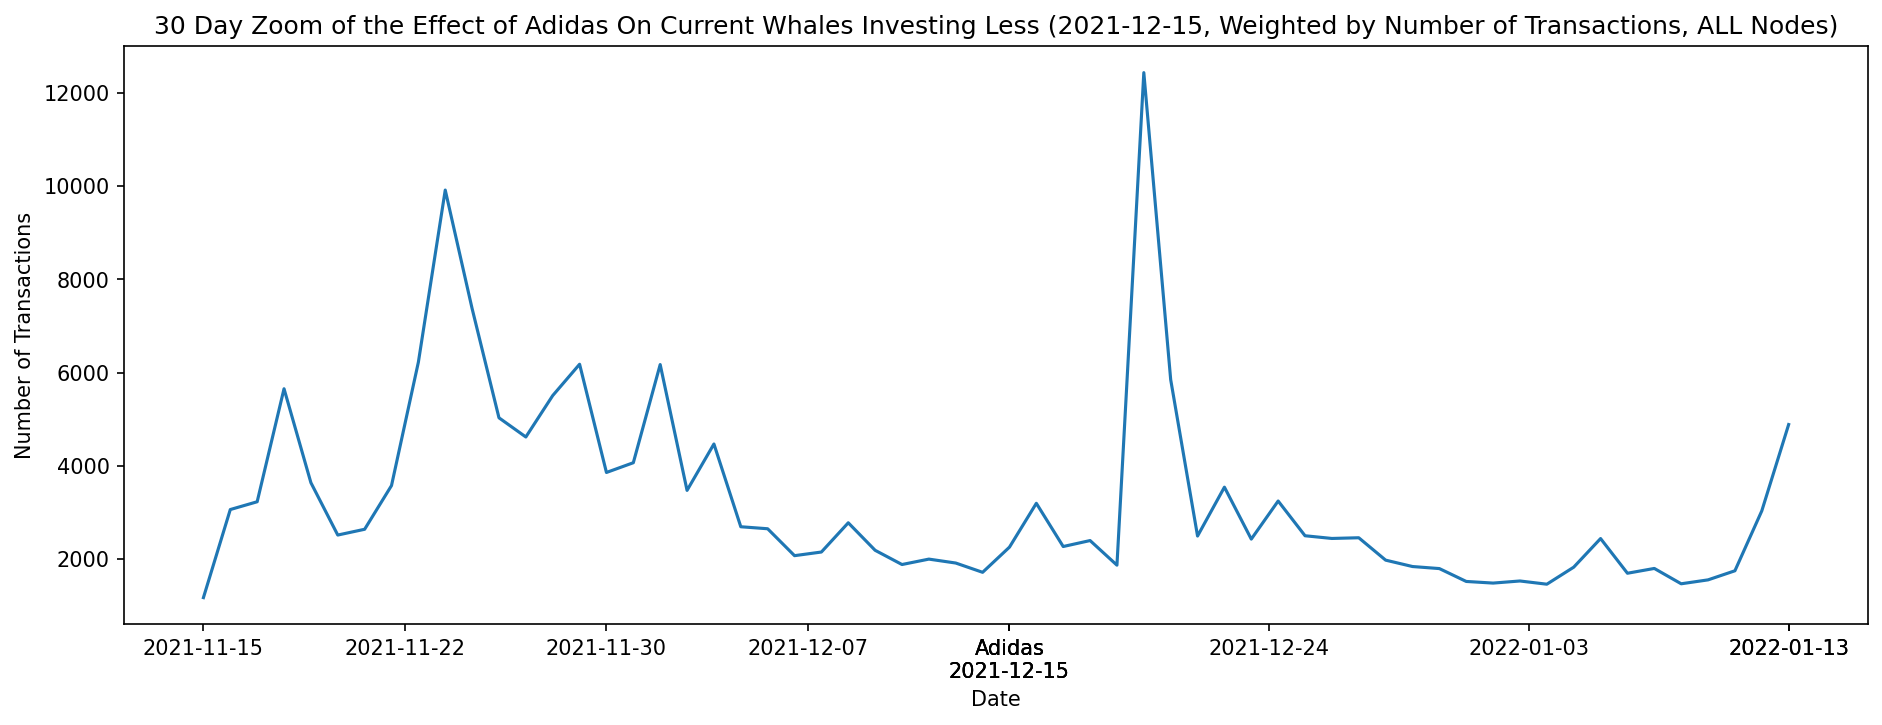 30 Day Zoom of the Effect of Adidas On Current Whales Investing Less (2021-12-15, Weighted by Number of Transactions, ALL Nodes)
Number of Transactions
12000
10000
8000
6000
4000
2000
2021-11-15 2021-11-22 2021-11-30 2021-12-07 Adidas 2021-12-24 2022-01-03 2022-01-13
2021-12-15
Date